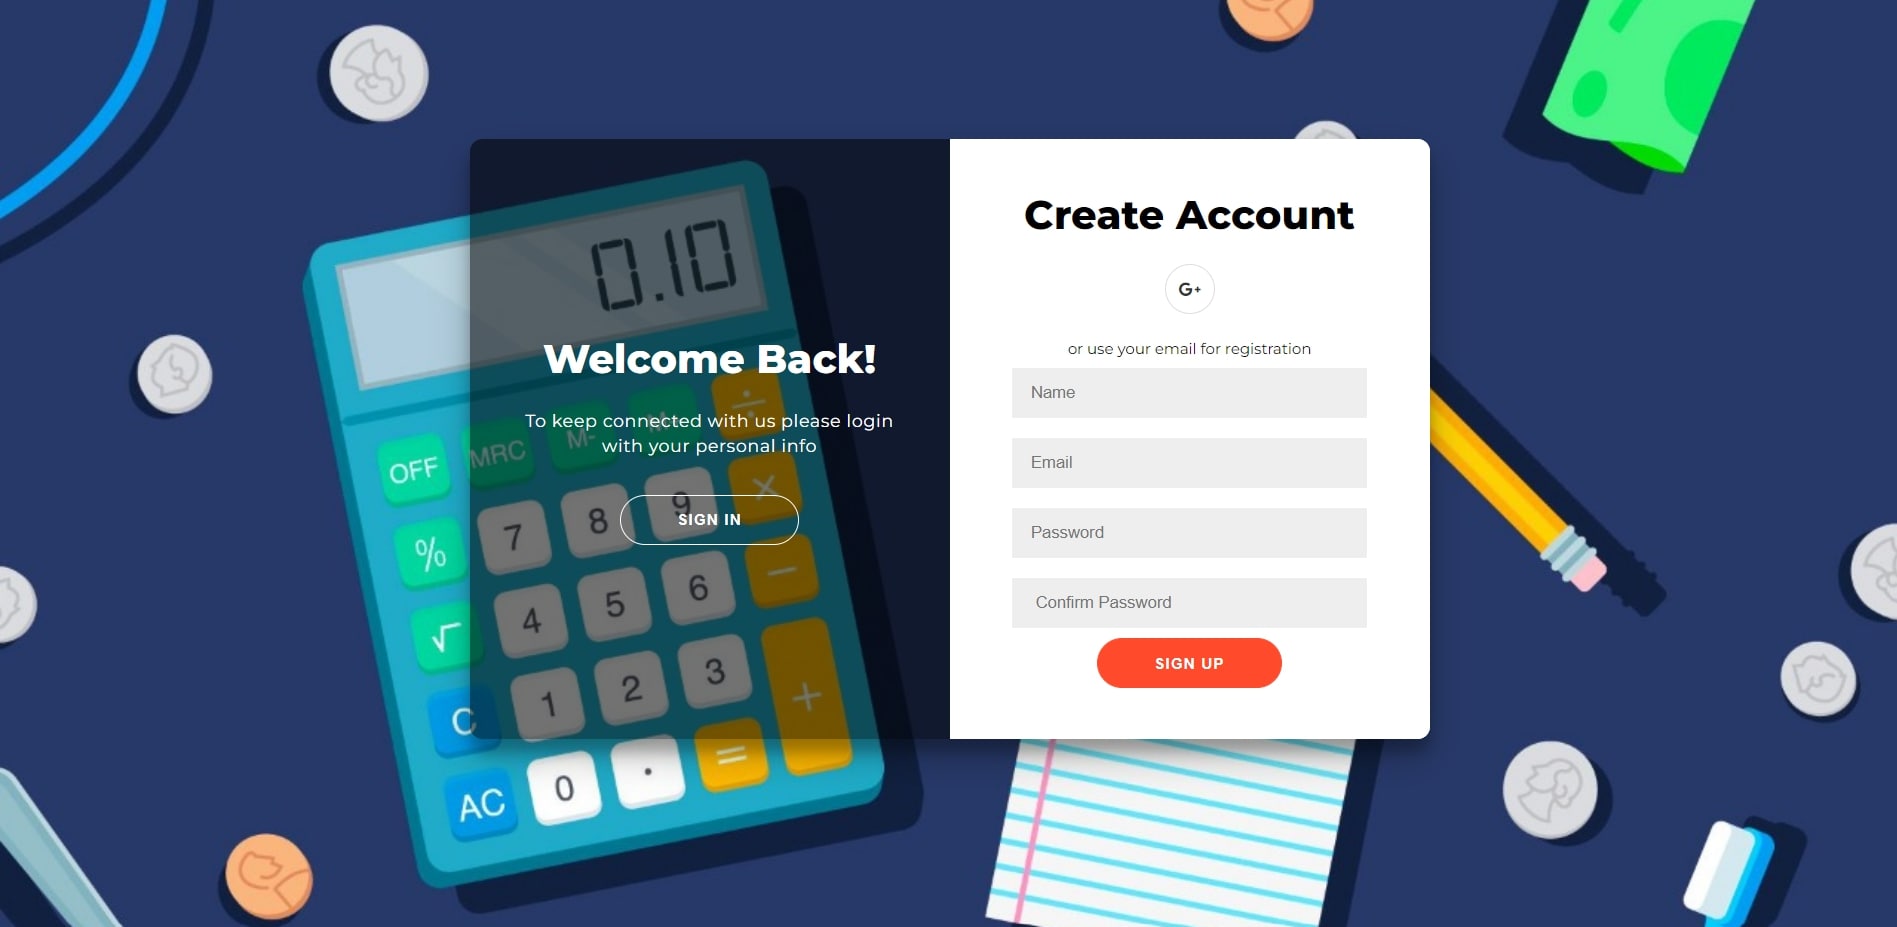 0.10
Welcome Back!
To keep connected with us please login
with your personal info
SIGN IN
OFF MRC M- M+ ÷
% 7 8 9 ×
√ 4 5 6 −
C 1 2 3 +
AC 0 . =
Create Account
G+
or use your email for registration
Name
Email
Password
Confirm Password
SIGN UP